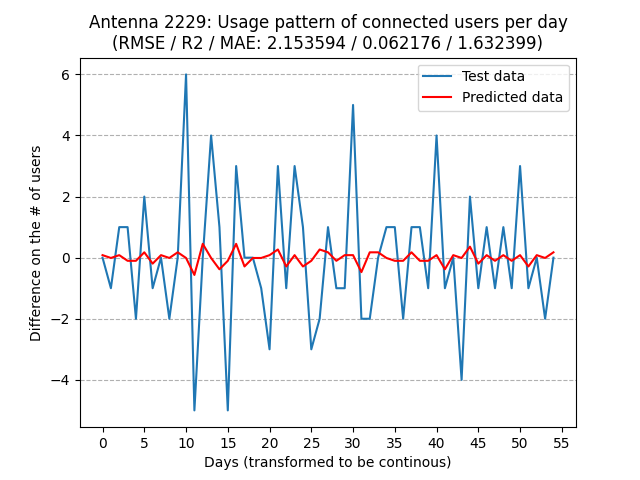 Antenna 2229: Usage pattern of connected users per day
(RMSE / R2 / MAE: 2.153594 / 0.062176 / 1.632399)
Test data
Predicted data
6
4
2
0
−2
−4
Difference on the # of users
0 5 10 15 20 25 30 35 40 45 50 55
Days (transformed to be continous)